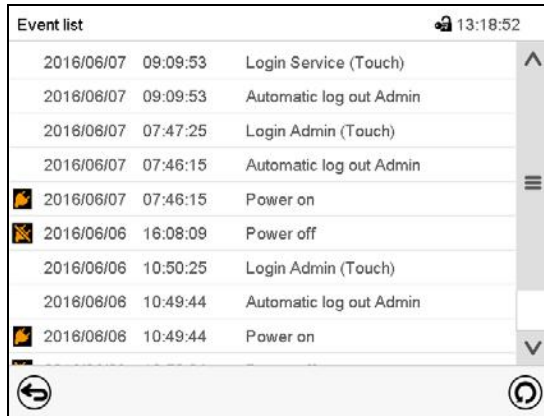 Event list 13:18:52
2016/06/07 09:09:53 Login Service (Touch)
2016/06/07 09:09:53 Automatic log out Admin
2016/06/07 07:47:25 Login Admin (Touch)
2016/06/07 07:46:15 Automatic log out Admin
2016/06/07 07:46:15 Power on
2016/06/06 16:08:09 Power off
2016/06/06 10:50:25 Login Admin (Touch)
2016/06/06 10:49:44 Automatic log out Admin
2016/06/06 10:49:44 Power on